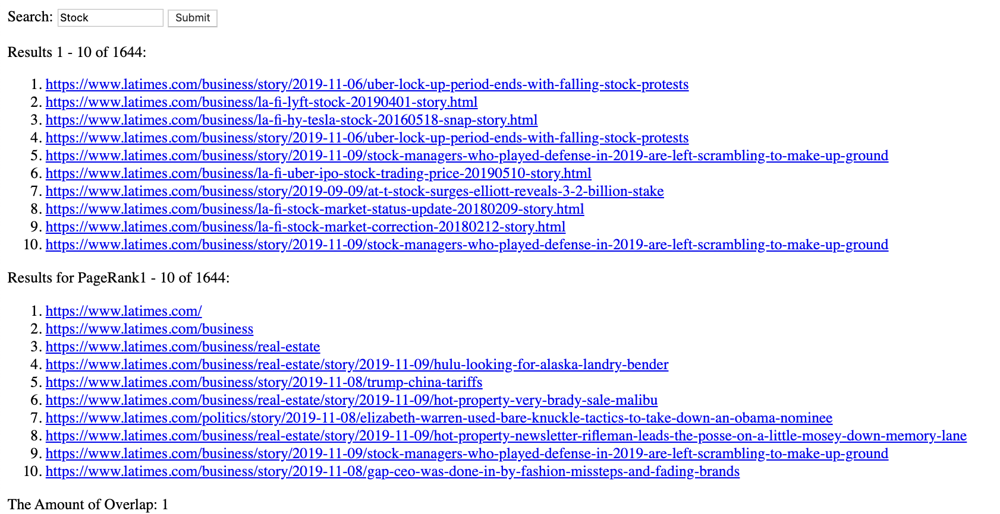 Search: Stock Submit
Results 1 - 10 of 1644:
1. https://www.latimes.com/business/story/2019-11-06/uber-lock-up-period-ends-with-falling-stock-protests
2. https://www.latimes.com/business/la-fi-lyft-stock-20190401-story.html
3. https://www.latimes.com/business/la-fi-hy-tesla-stock-20160518-snap-story.html
4. https://www.latimes.com/business/story/2019-11-06/uber-lock-up-period-ends-with-falling-stock-protests
5. https://www.latimes.com/business/story/2019-11-09/stock-managers-who-played-defense-in-2019-are-left-scrambling-to-make-up-ground
6. https://www.latimes.com/business/la-fi-uber-ipo-stock-trading-price-20190510-story.html
7. https://www.latimes.com/business/story/2019-09-09/at-t-stock-surges-elliott-reveals-3-2-billion-stake
8. https://www.latimes.com/business/la-fi-stock-market-status-update-20180209-story.html
9. https://www.latimes.com/business/la-fi-stock-market-correction-20180212-story.html
10. https://www.latimes.com/business/story/2019-11-09/stock-managers-who-played-defense-in-2019-are-left-scrambling-to-make-up-ground
Results for PageRank1 - 10 of 1644:
1. https://www.latimes.com/
2. https://www.latimes.com/business
3. https://www.latimes.com/business/real-estate
4. https://www.latimes.com/business/real-estate/story/2019-11-09/hulu-looking-for-alaska-landry-bender
5. https://www.latimes.com/business/story/2019-11-08/trump-china-tariffs
6. https://www.latimes.com/business/real-estate/story/2019-11-09/hot-property-very-brady-sale-malibu
7. https://www.latimes.com/politics/story/2019-11-08/elizabeth-warren-used-bare-knuckle-tactics-to-take-down-an-obama-nominee
8. https://www.latimes.com/business/real-estate/story/2019-11-09/hot-property-newsletter-rifleman-leads-the-posse-on-a-little-mosey-down-memory-lane
9. https://www.latimes.com/business/story/2019-11-09/stock-managers-who-played-defense-in-2019-are-left-scrambling-to-make-up-ground
10. https://www.latimes.com/business/story/2019-11-08/gap-ceo-was-done-in-by-fashion-missteps-and-fading-brands
The Amount of Overlap: 1